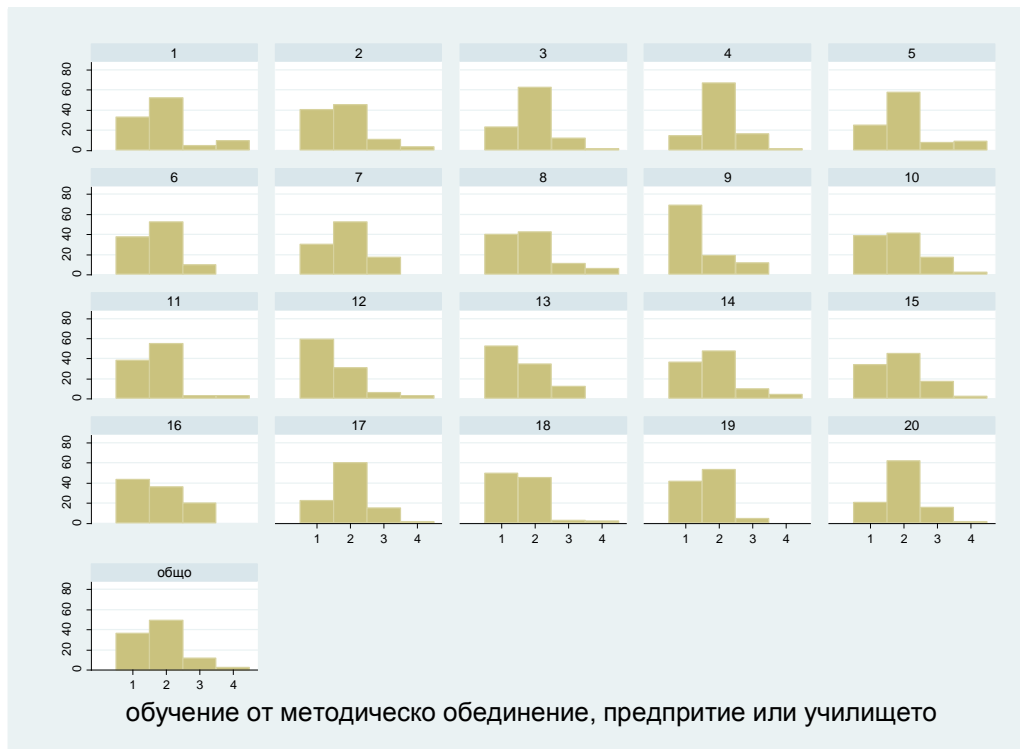 1 2 3 4 5
0 20 40 60 80
6 7 8 9 10
0 20 40 60 80
11 12 13 14 15
0 20 40 60 80
16 17 18 19 20
0 20 40 60 80
1 2 3 4 1 2 3 4 1 2 3 4 1 2 3 4
общо
0 20 40 60 80
1 2 3 4
обучение от методическо обединение, предпритие или училището